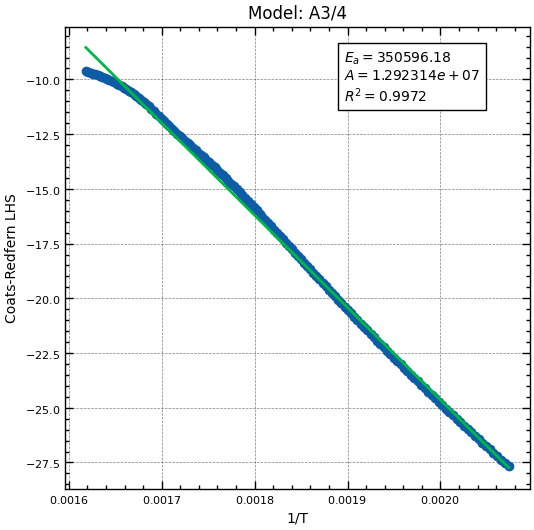 Model: A3/4
Eₐ = 350596.18
A = 1.292314e + 07
R² = 0.9972
Coats-Redfern LHS
−10.0
−12.5
−15.0
−17.5
−20.0
−22.5
−25.0
−27.5
0.0016 0.0017 0.0018 0.0019 0.0020
1/T